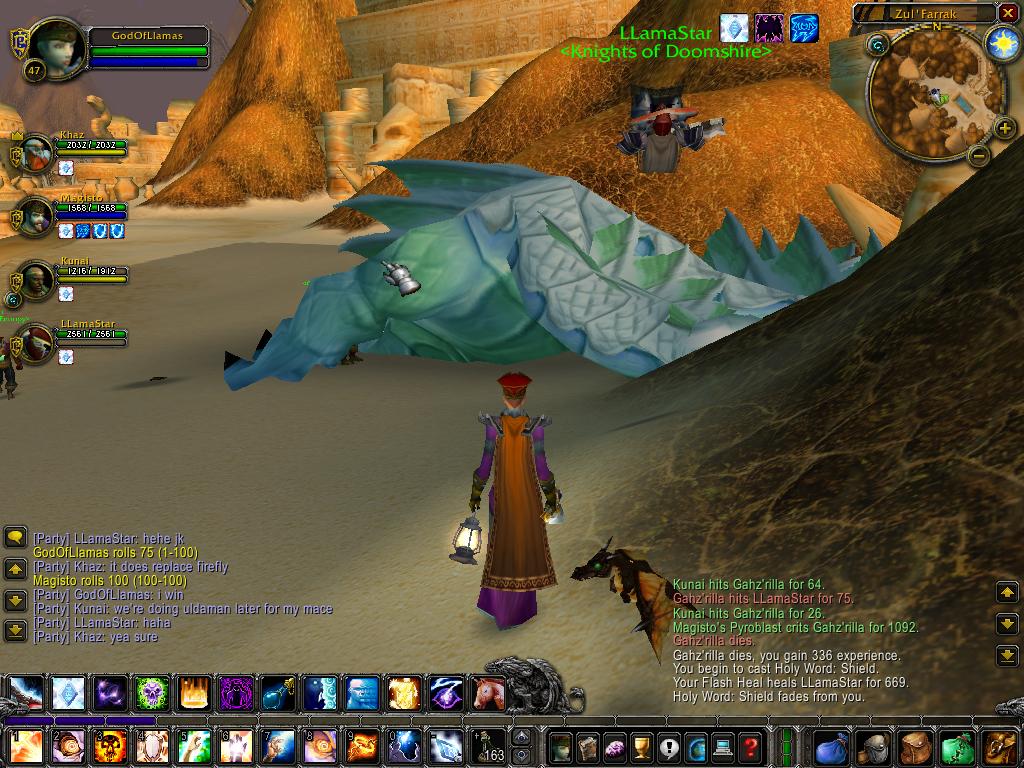 GodOfLlamas
47
LLamaStar
<Knights of Doomshire>
Zul'Farrak
N
Khaz
2032 / 2032
Magisto
1568 / 1568
Kunai
1216 / 1912
LLamaStar
2561 / 2561
[Party] LLamaStar: hehe jk
GodOfLlamas rolls 75 (1-100)
[Party] Khaz: it does replace firefly
Magisto rolls 100 (100-100)
[Party] GodOfLlamas: i win
[Party] Kunai: we're doing uldaman later for my mace
[Party] LLamaStar: haha
[Party] Khaz: yea sure
Kunai hits Gahz'rilla for 64.
Gahz'rilla hits LLamaStar for 75.
Kunai hits Gahz'rilla for 26.
Magisto's Pyroblast crits Gahz'rilla for 1092.
Gahz'rilla dies.
Gahz'rilla dies, you gain 336 experience.
You begin to cast Holy Word: Shield.
Your Flash Heal heals LLamaStar for 669.
Holy Word: Shield fades from you.
163